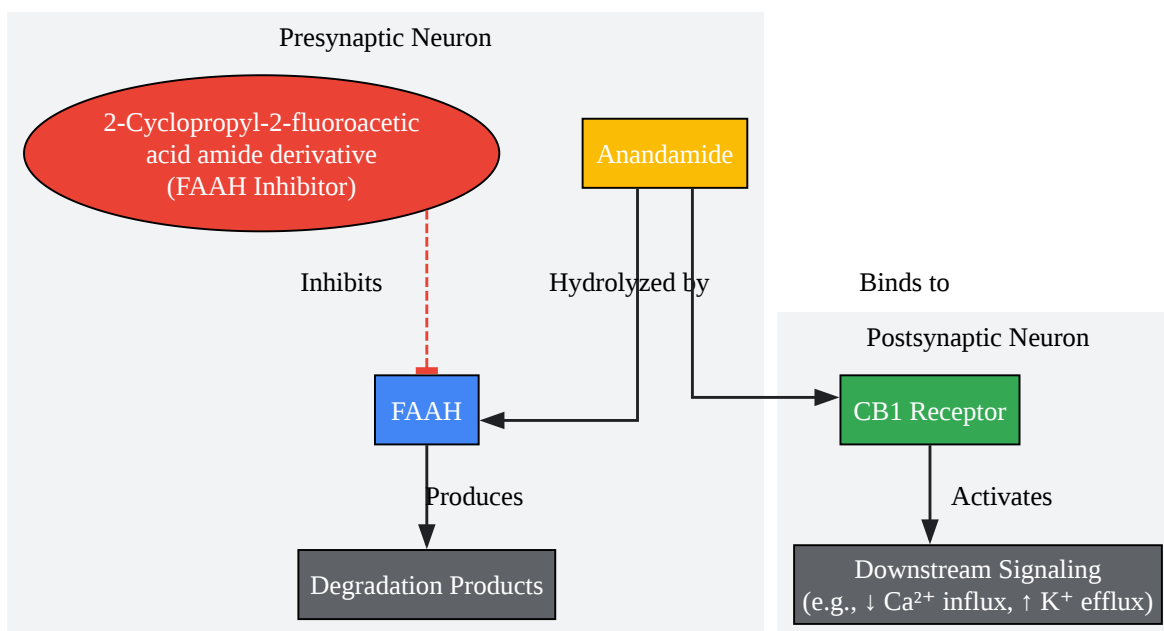 Presynaptic Neuron
2-Cyclopropyl-2-fluoroacetic
acid amide derivative
(FAAH Inhibitor)
Anandamide
Inhibits
Hydrolyzed by
Binds to
Postsynaptic Neuron
FAAH
CB1 Receptor
Produces
Activates
Degradation Products
Downstream Signaling
(e.g., ↓ Ca²⁺ influx, ↑ K⁺ efflux)